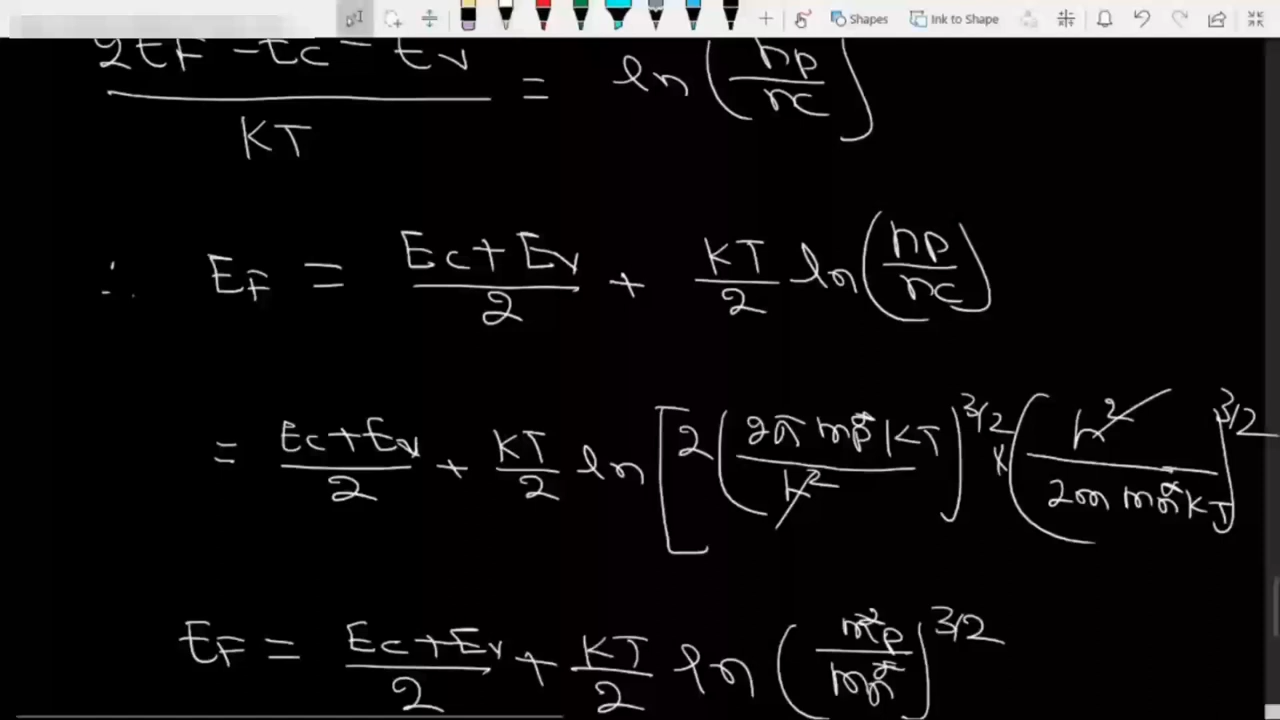 Shapes Ink to Shape
2EF - Ec - Ev / KT = ln (np / nc)
∴ EF = Ec + Ev / 2 + KT / 2 ln (np / nc)
= Ec + Ev / 2 + KT / 2 ln [2 (2π mp* KT / h²)^3/2 × (h² / 2π mn* KT)^3/2
EF = Ec + Ev / 2 + KT / 2 ln (m*p / mn*)^3/2